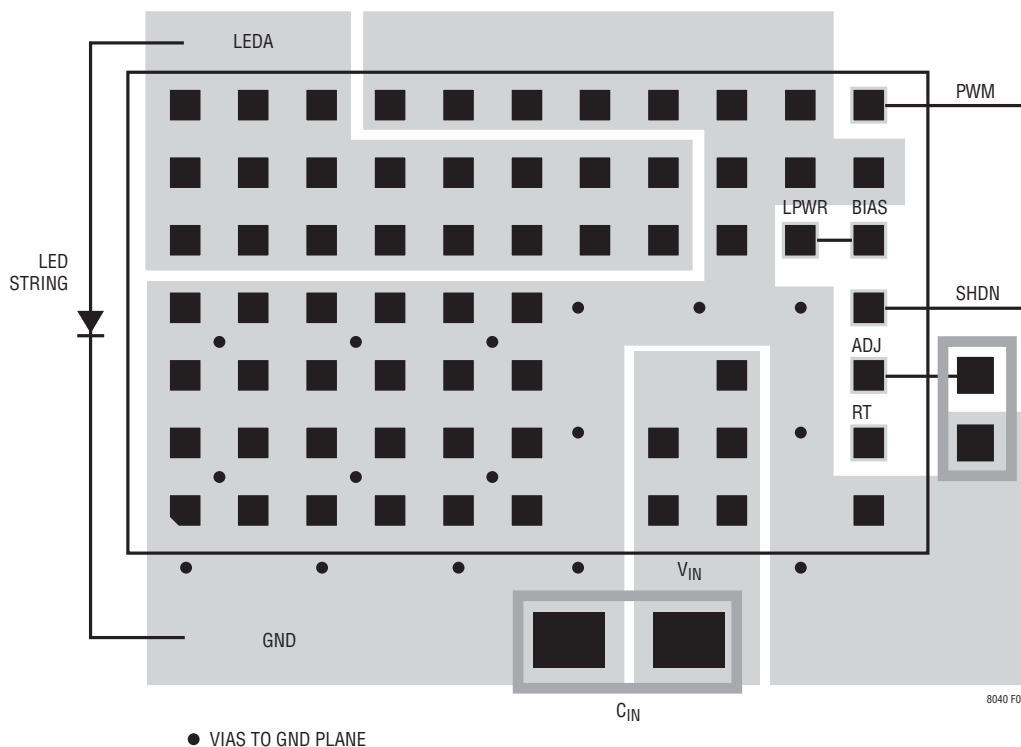 LEDA
PWM
LPWR BIAS
LED
STRING
SHDN
ADJ
RT
VIN
GND
CIN
8040 F0
VIAS TO GND PLANE